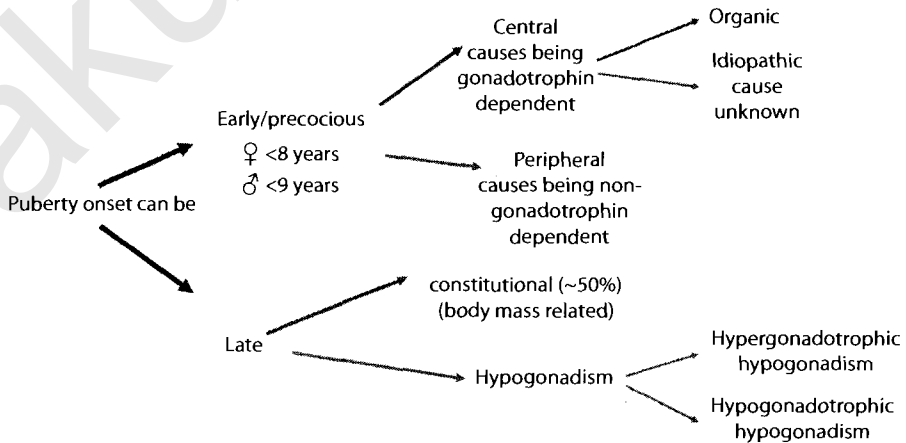 Puberty onset can be
Early/precocious
♀ <8 years
♂ <9 years
Central
causes being
gonadotrophin
dependent
Organic
Idiopathic
cause
unknown
Peripheral
causes being non-
gonadotrophin
dependent
Late
constitutional (~50%)
(body mass related)
Hypogonadism
Hypergonadotrophic
hypogonadism
Hypogonadotrophic
hypogonadism